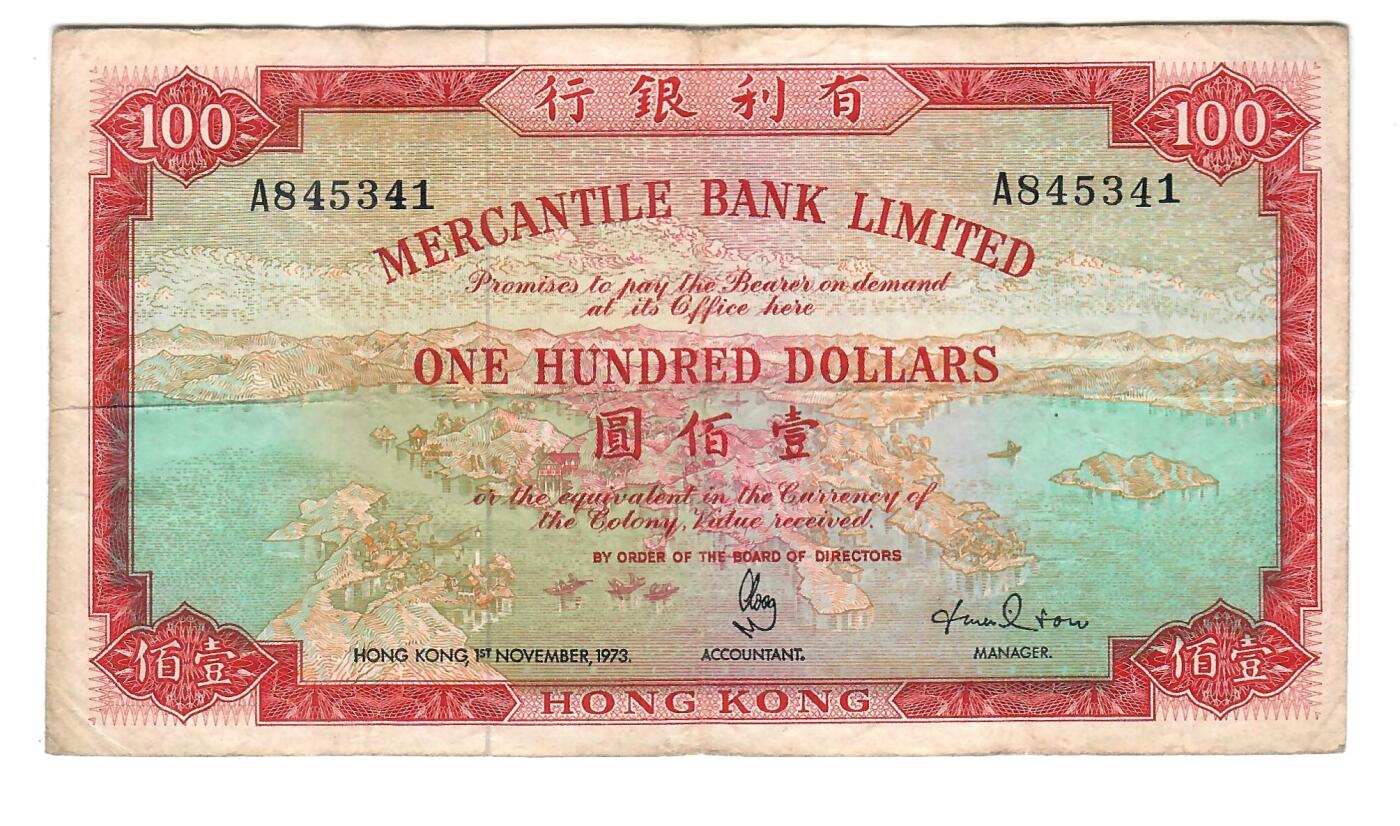 行銀利有
100 100
A845341 A845341
MERCANTILE BANK LIMITED
Promises to pay the Bearer on demand
at its Office here
ONE HUNDRED DOLLARS
圓佰壹
or the equivalent in the Currency of
the Colony, Value received.
BY ORDER OF THE BOARD OF DIRECTORS
HONG KONG, 1ST NOVEMBER, 1973. ACCOUNTANT. MANAGER.
佰壹 佰壹
HONG KONG